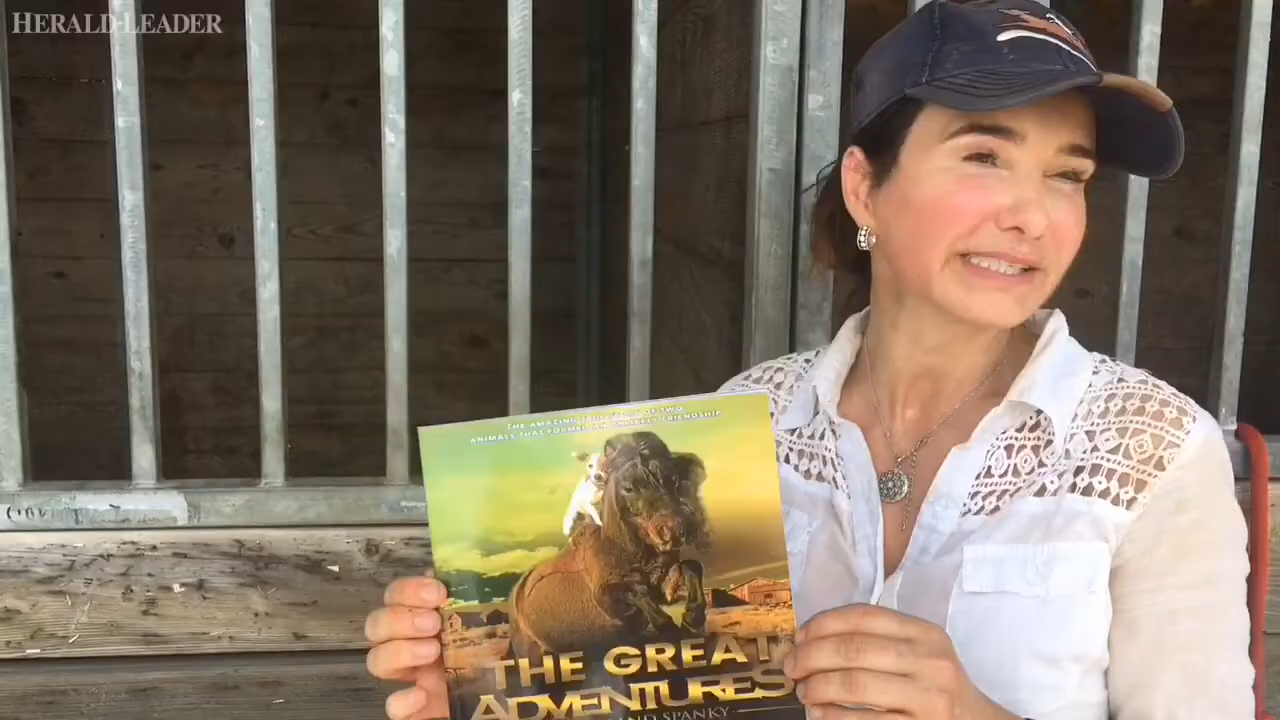 HERALD-LEADER
THE AMAZING TRUE STORY OF TWO
ANIMALS THAT FORMED AN UNLIKELY FRIENDSHIP
THE GREAT
ADVENTURES
AND SPANKY